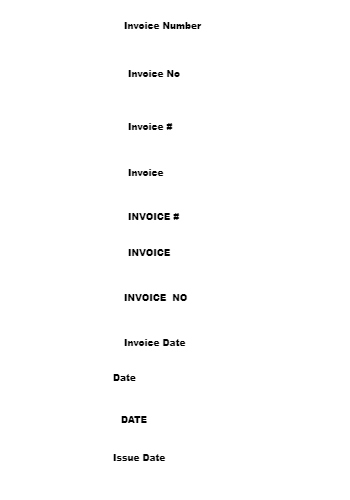 Invoice Number
Invoice No
Invoice #
Invoice
INVOICE #
INVOICE
INVOICE NO
Invoice Date
Date
DATE
Issue Date